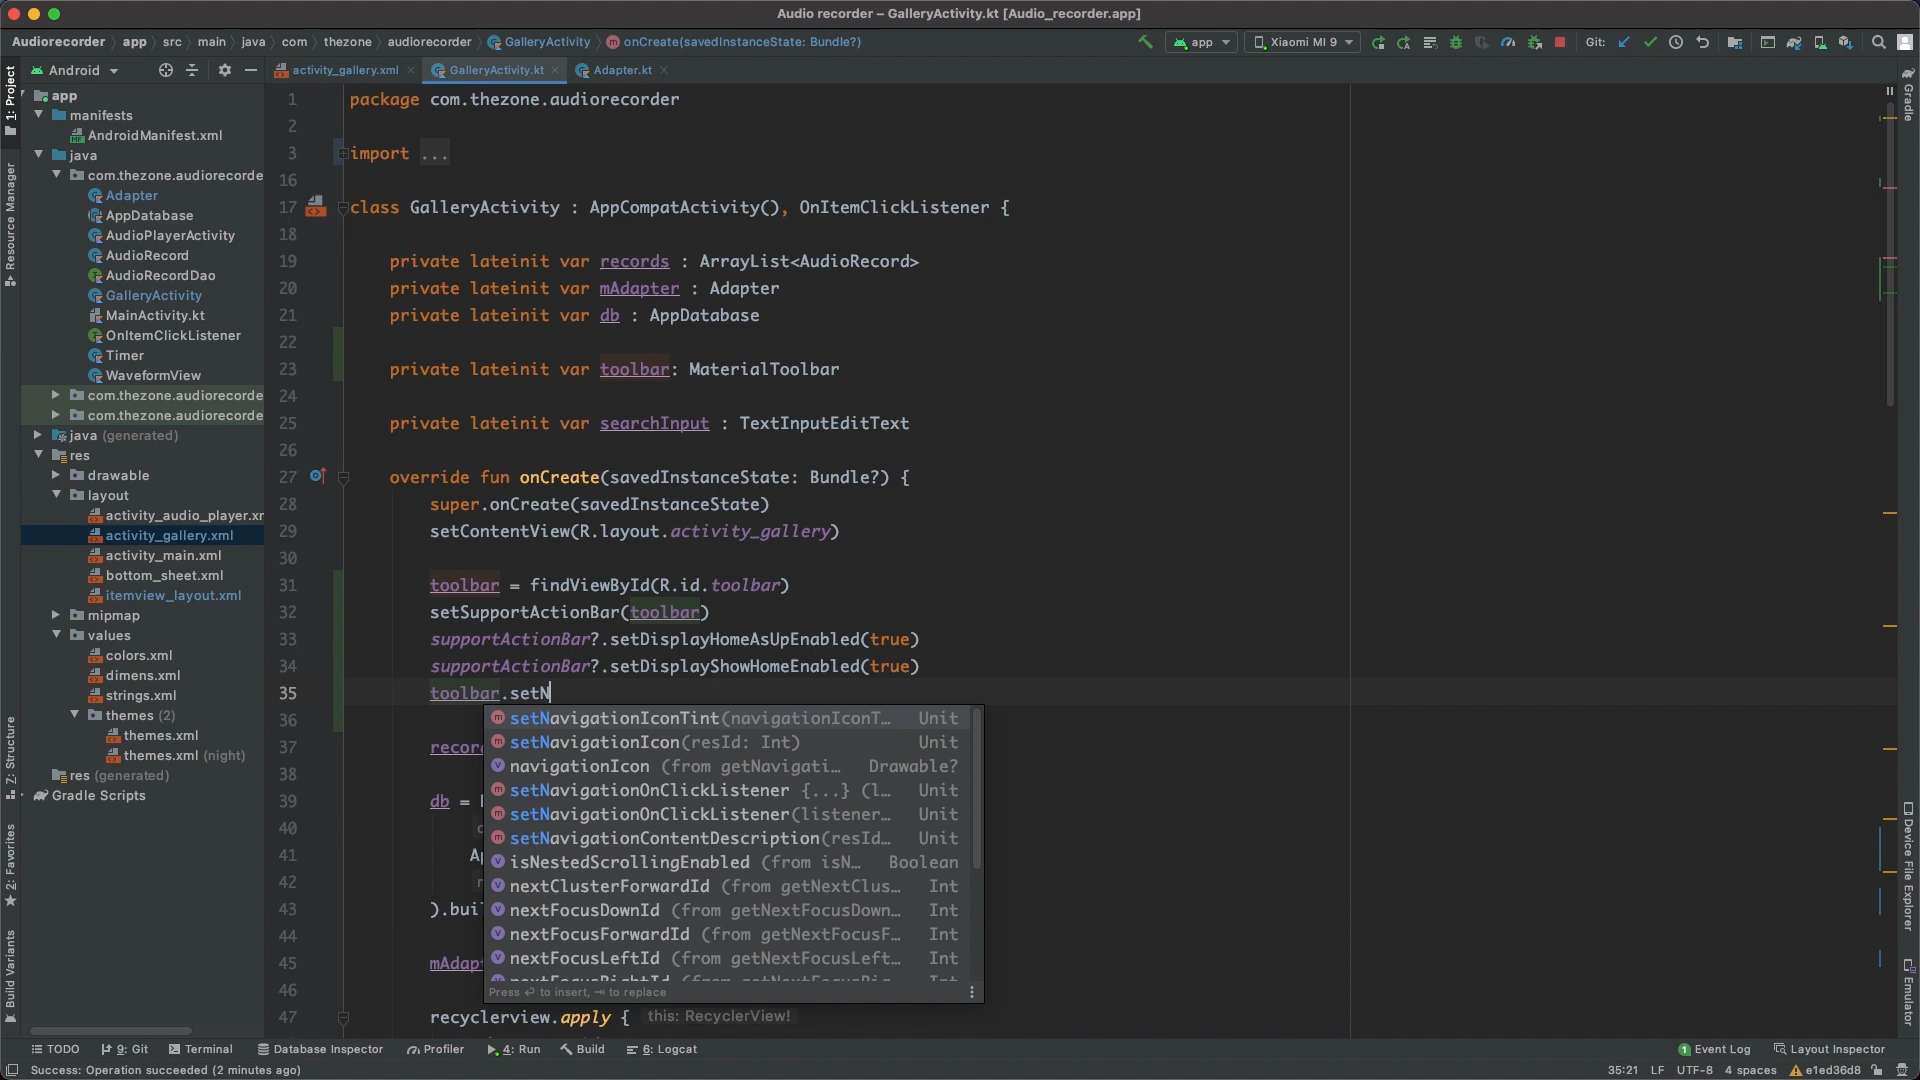 Audio recorder – GalleryActivity.kt [Audio_recorder.app]
Audiorecorder app src main java com thezone audiorecorder GalleryActivity onCreate(savedInstanceState: Bundle?)
app Xiaomi MI 9 Git:
Android
activity_gallery.xml GalleryActivity.kt Adapter.kt
1: Project
Resource Manager
Z: Structure
2: Favorites
Build Variants
app
manifests
AndroidManifest.xml
java
com.thezone.audiorecorde
Adapter
AppDatabase
AudioPlayerActivity
AudioRecord
AudioRecordDao
GalleryActivity
MainActivity.kt
OnItemClickListener
Timer
WaveformView
com.thezone.audiorecorde
com.thezone.audiorecorde
java (generated)
res
drawable
layout
activity_audio_player.xm
activity_gallery.xml
activity_main.xml
bottom_sheet.xml
itemview_layout.xml
mipmap
values
colors.xml
dimens.xml
strings.xml
themes (2)
themes.xml
themes.xml (night)
res (generated)
Gradle Scripts
1 package com.thezone.audiorecorder
2
3 import ...
16
17 class GalleryActivity : AppCompatActivity(), OnItemClickListener {
18
19 private lateinit var records : ArrayList<AudioRecord>
20 private lateinit var mAdapter : Adapter
21 private lateinit var db : AppDatabase
22
23 private lateinit var toolbar: MaterialToolbar
24
25 private lateinit var searchInput : TextInputEditText
26
27 override fun onCreate(savedInstanceState: Bundle?) {
28 super.onCreate(savedInstanceState)
29 setContentView(R.layout.activity_gallery)
30
31 toolbar = findViewById(R.id.toolbar)
32 setSupportActionBar(toolbar)
33 supportActionBar?.setDisplayHomeAsUpEnabled(true)
34 supportActionBar?.setDisplayShowHomeEnabled(true)
35 toolbar.setN
36
37 recor
38
39 db =
40
41 Ap
42
43 ).buil
44
45 mAdap
46
47 recyclerview.apply { this: RecyclerView!
setNavigationIconTint(navigationIconT… Unit
setNavigationIcon(resId: Int) Unit
navigationIcon (from getNavigati… Drawable?
setNavigationOnClickListener {...} (l… Unit
setNavigationOnClickListener(listener… Unit
setNavigationContentDescription(resId… Unit
isNestedScrollingEnabled (from isN… Boolean
nextClusterForwardId (from getNextClus… Int
nextFocusDownId (from getNextFocusDown… Int
nextFocusForwardId (from getNextFocusF… Int
nextFocusLeftId (from getNextFocusLeft… Int
nextFocusRightId (from getNextFocusRig… Int
Press ↩ to insert, ⇥ to replace
Gradle
Device File Explorer
Emulator
TODO 9: Git Terminal Database Inspector Profiler 4: Run Build 6: Logcat 1 Event Log Layout Inspector
Success: Operation succeeded (2 minutes ago) 35:21 LF UTF-8 4 spaces e1ed36d8